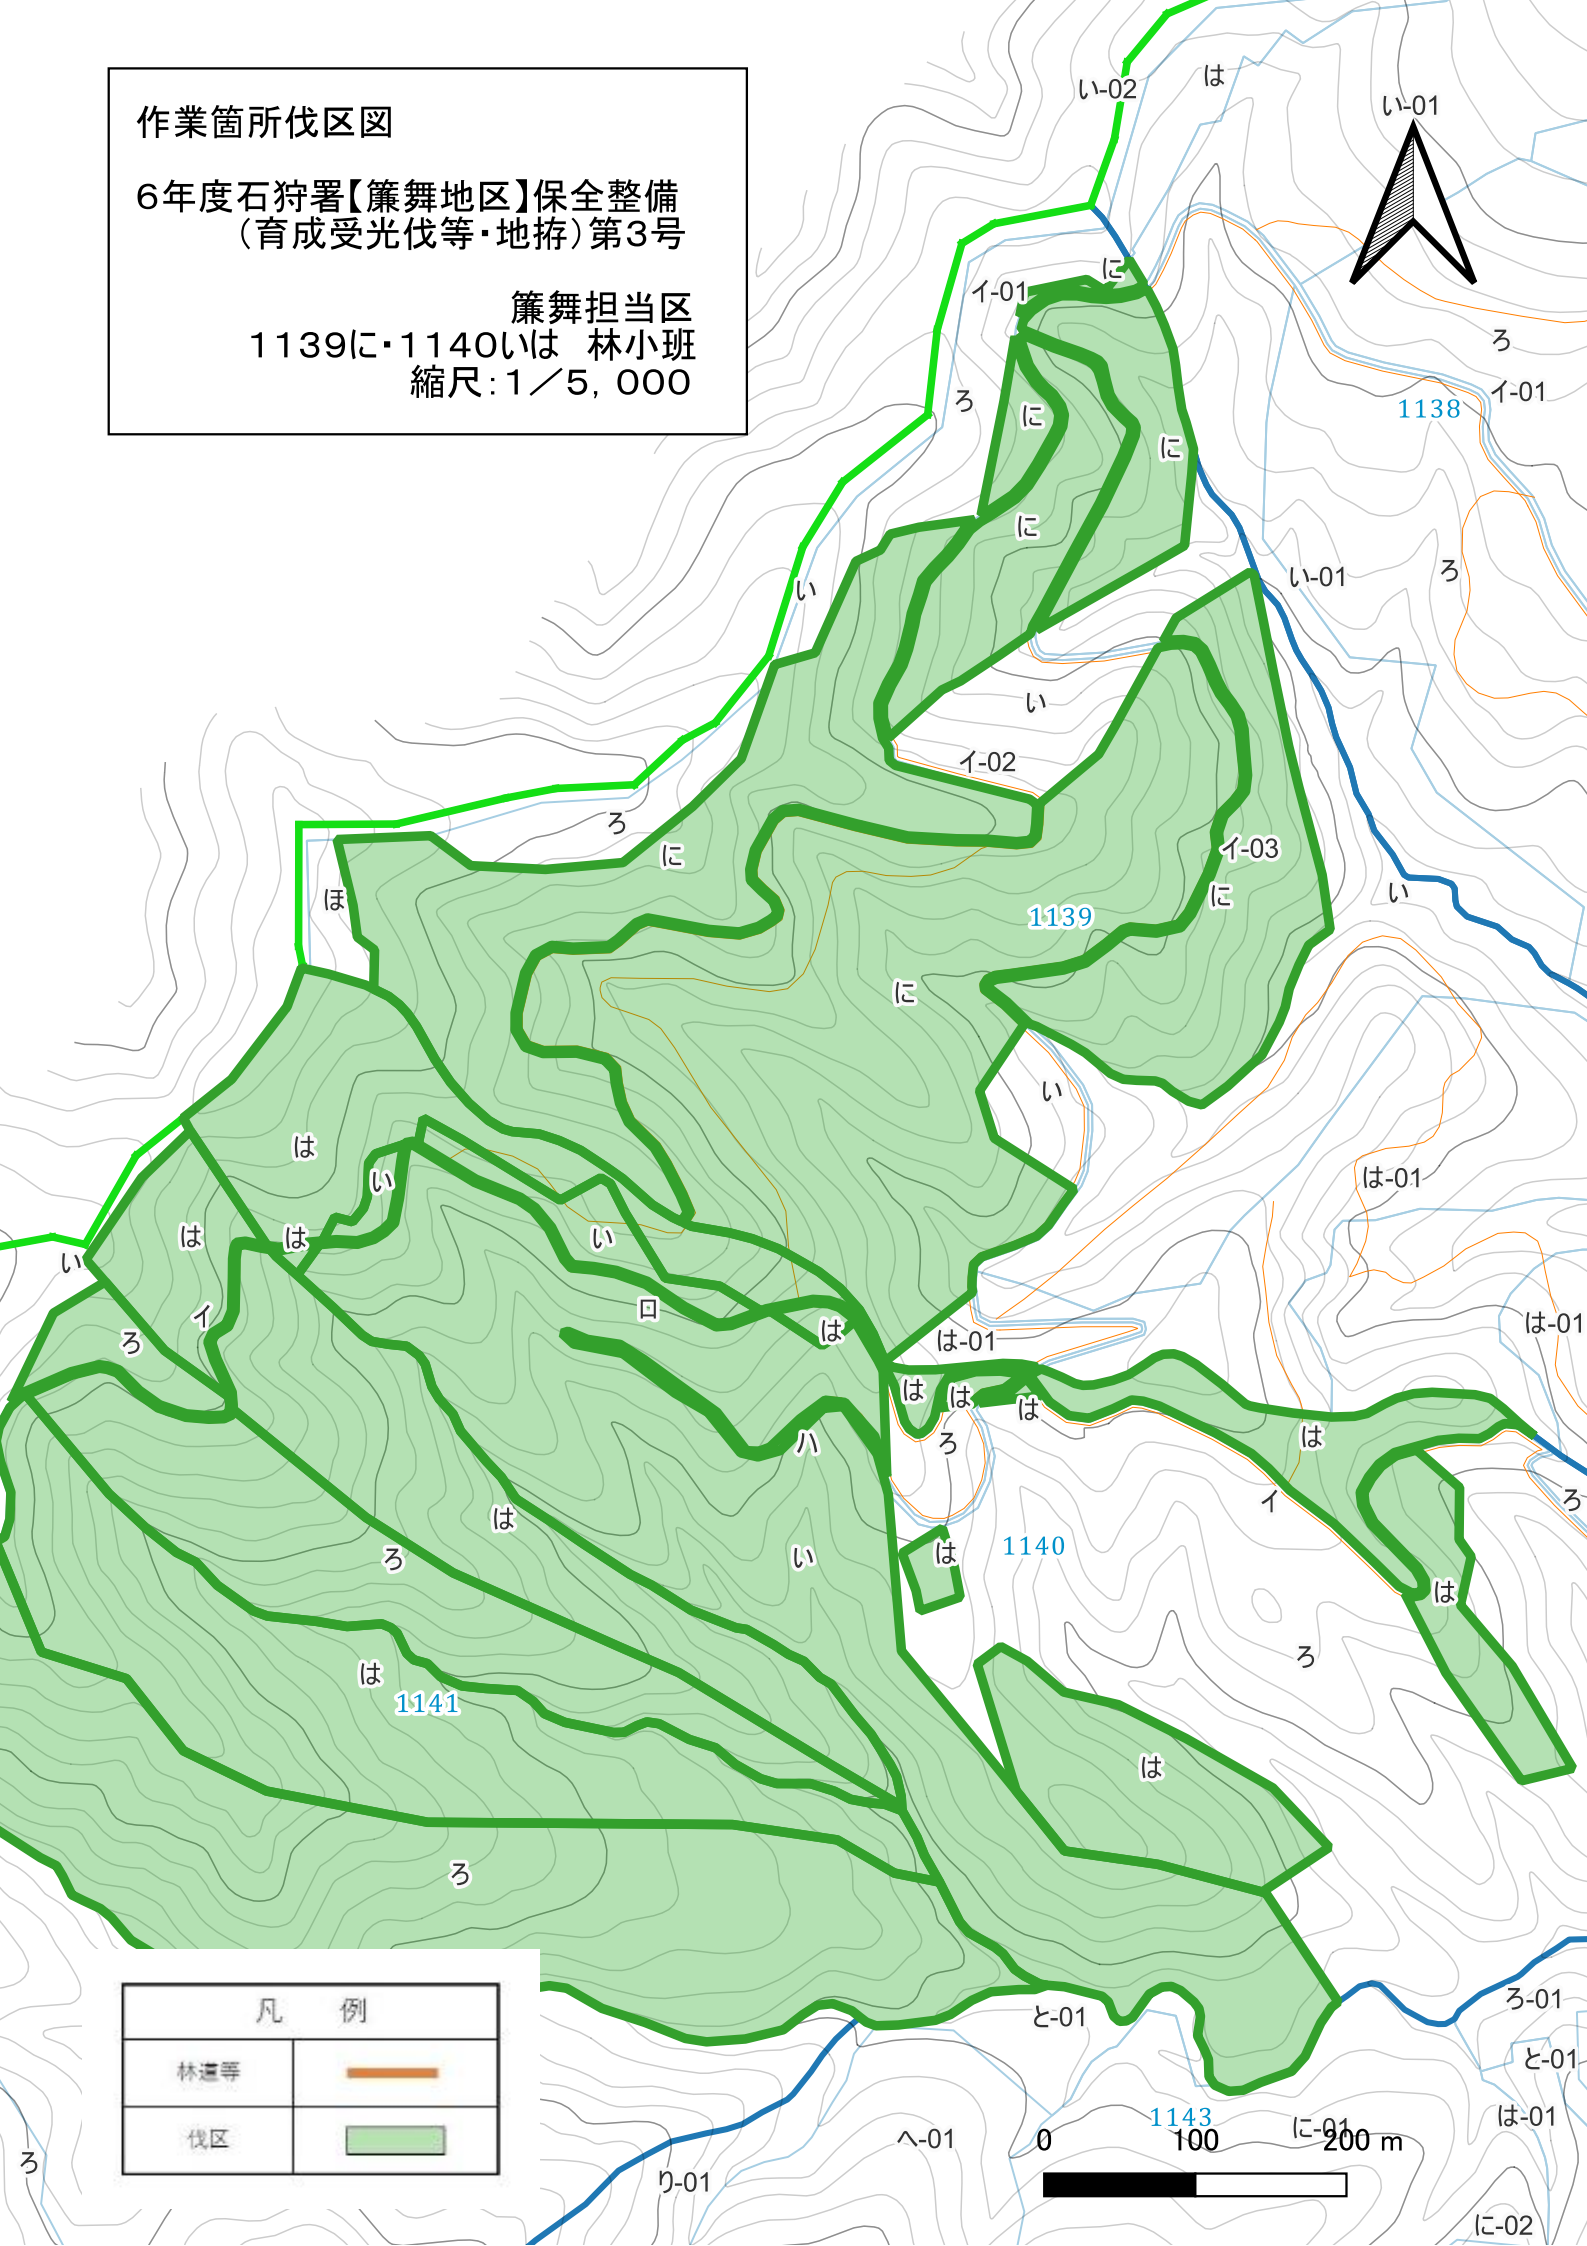 作業箇所伐区図
６年度石狩署【簾舞地区】保全整備
（育成受光伐等・地拵）第３号
簾舞担当区
１１３９に・１１４０いは　林小班
縮尺：１／５，０００
い-02
は
い-01
に
イ-01
ろ
イ-01
1138
ろ
に
に
に
い-01
ろ
い
い
イ-02
ろ
に
イ-03
に
ほ
1139
い
に
い
は
い
は-01
は
は
い
い
イ
ろ
ロ
は
は-01
は-01
は
は
は
ろ
は
ハ
イ
ろ
は
い
ろ
は
1140
は
ろ
は
1141
は
ろ
凡　例
林道等
伐区
と-01
ろ-01
と-01
は-01
1143
に-01
へ-01
0
100
200 m
ろ
り-01
に-02